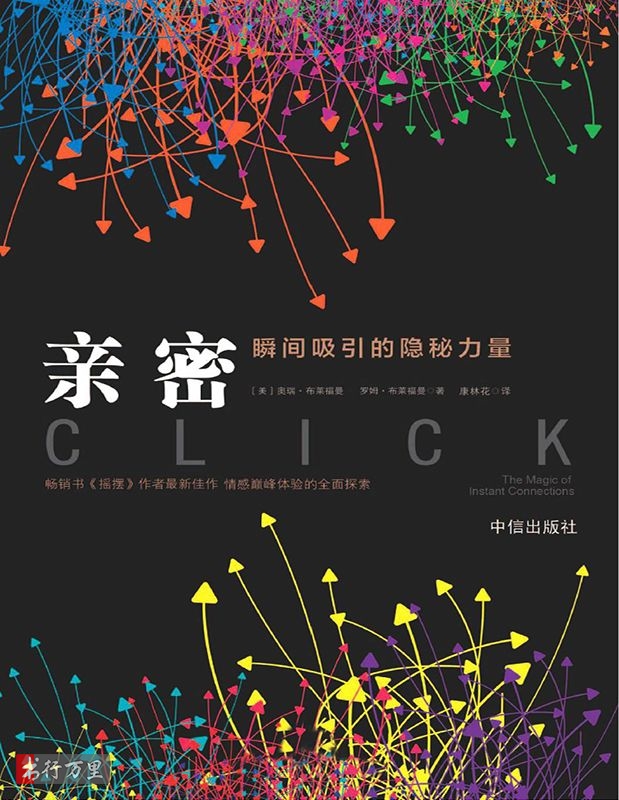 亲密
瞬间吸引的隐秘力量
[美]奥瑞·布莱福曼 罗姆·布莱福曼◎著 康林花◎译
CLICK
畅销书《摇摆》作者最新佳作 情感巅峰体验的全面探索
The Magic of
Instant Connections
中信出版社
书行万里